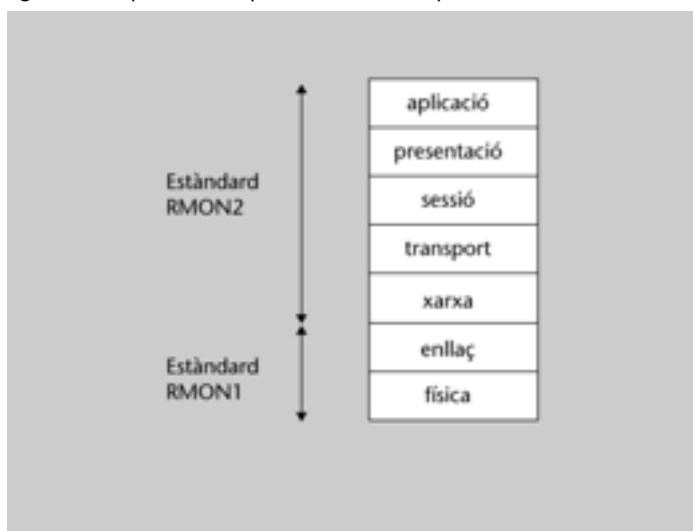 aplicació
presentació
sessió
transport
xarxa
enllaç
física
Estàndard
RMON2
Estàndard
RMON1